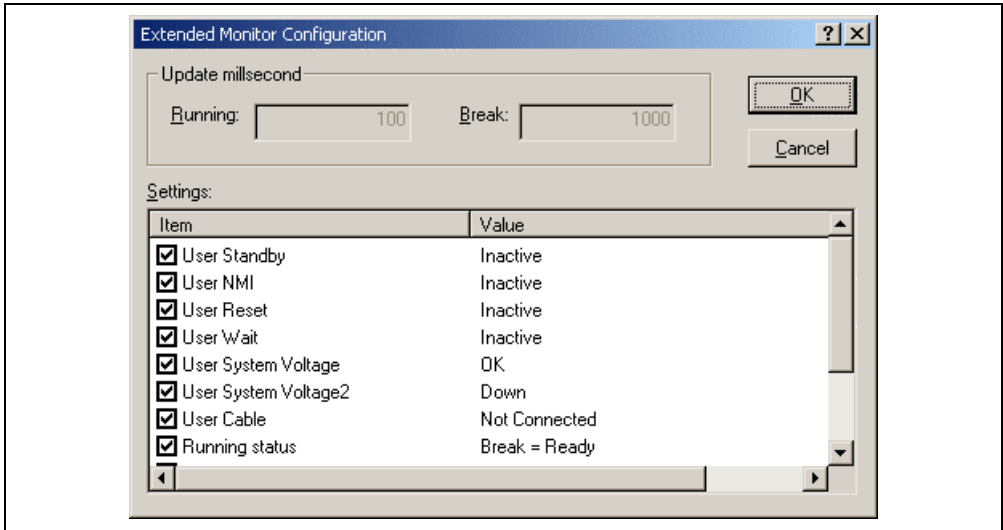 Extended Monitor Configuration
Update millsecond
Running: 100 Break: 1000
OK
Cancel
Settings:
Item Value
User Standby Inactive
User NMI Inactive
User Reset Inactive
User Wait Inactive
User System Voltage OK
User System Voltage2 Down
User Cable Not Connected
Running status Break = Ready